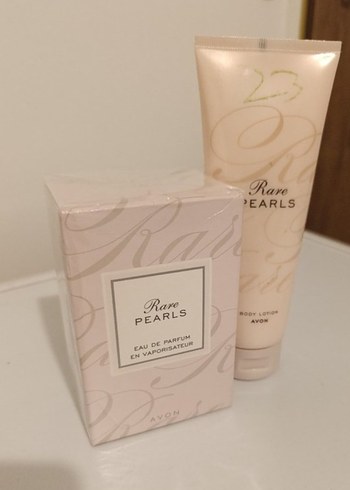 23
Rare
PEARLS
BODY LOTION
AVON
Rare
PEARLS
EAU DE PARFUM
EN VAPORISATEUR
AVON